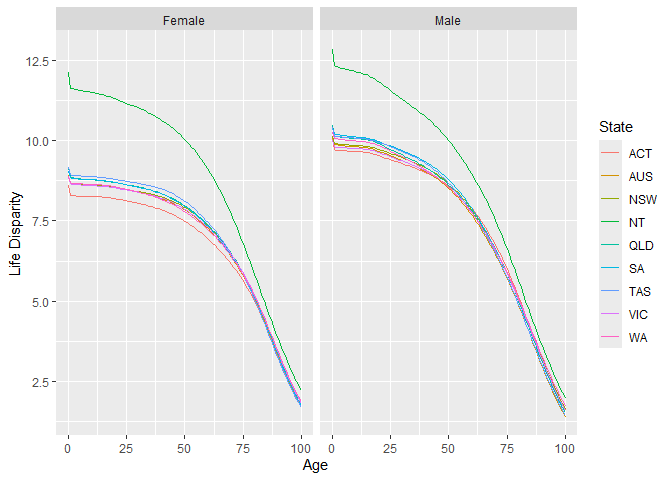 Female
Male
Life Disparity
12.5
10.0
7.5
5.0
2.5
0
25
50
75
100
0
25
50
75
100
Age
State
ACT
AUS
NSW
NT
QLD
SA
TAS
VIC
WA